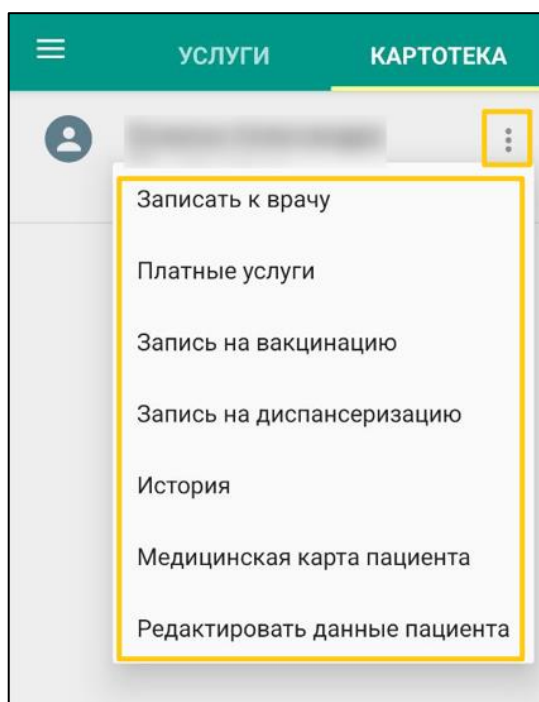 УСЛУГИ КАРТОТЕКА
Записать к врачу
Платные услуги
Запись на вакцинацию
Запись на диспансеризацию
История
Медицинская карта пациента
Редактировать данные пациента